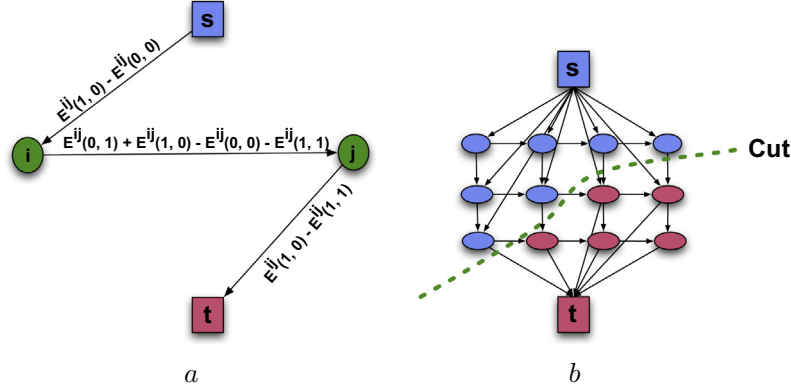 s
E^ij(1, 0) - E^ij(0, 0)
i
E^ij(0, 1) + E^ij(1, 0) - E^ij(0, 0) - E^ij(1, 1)
j
E^ij(1, 0) - E^ij(1, 1)
t
a
s
Cut
t
b